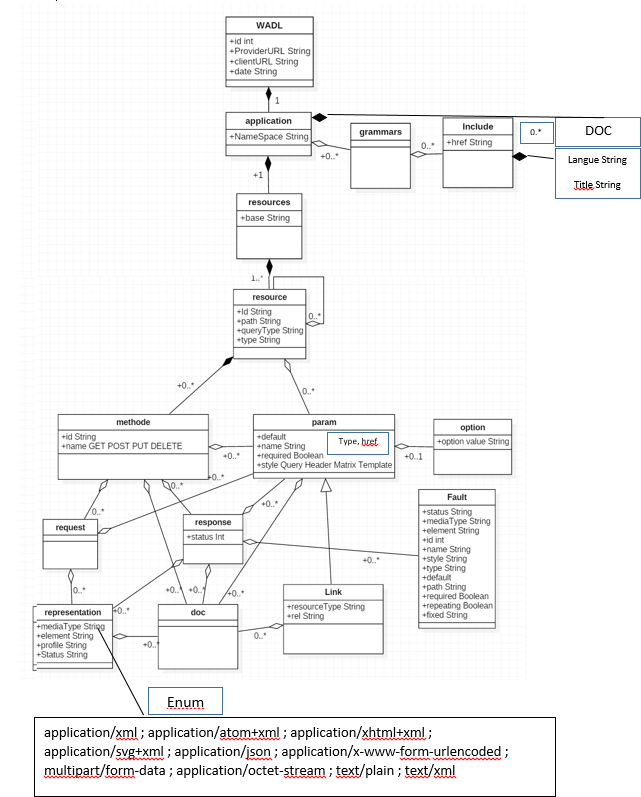 WADL
+id int
+ProviderURL String
+clientURL String
+date String
1
application
+NameSpace String
+0..*
grammars
0..*
Include
+href String
0.*
DOC
Langue String
Title String
+1
resources
+base String
1..*
resource
+Id String
+path String
+queryType String
+type String
0..*
+0..*
0..*
methode
+id String
+name GET POST PUT DELETE
param
+default
+name String
+required Boolean
+style Query Header Matrix Template
Type, href
option
+option value String
+0..*
+0..1
+0..*
0..*
0..*
+0..*
request
response
+status Int
Fault
+status String
+mediaType String
+element String
+id int
+name String
+style String
+type String
+default
+path String
+required Boolean
+repeating Boolean
+fixed String
+0..*
0..*
+0..*
+0..*
+0..*
+0..*
representation
+mediaType String
+element String
+profile String
+Status String
doc
Link
+resourceType String
+rel String
+0..*
0..*
Enum
application/xml ; application/atom+xml ; application/xhtml+xml ;
application/svg+xml ; application/json ; application/x-www-form-urlencoded ;
multipart/form-data ; application/octet-stream ; text/plain ; text/xml